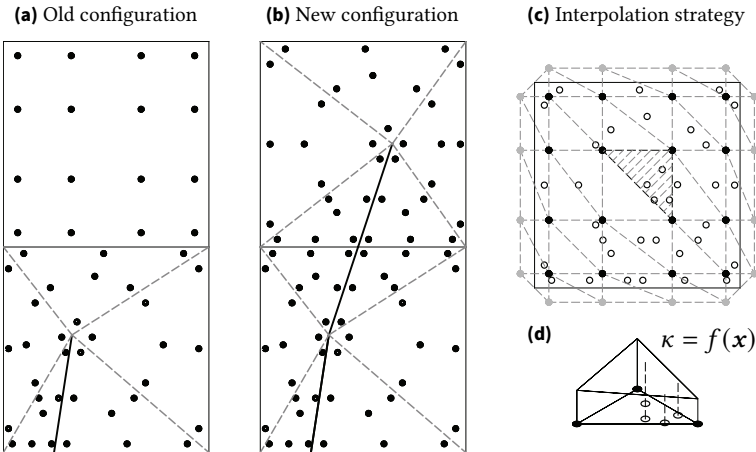 (a) Old configuration
(b) New configuration
(c) Interpolation strategy
(d)
κ = f(x)